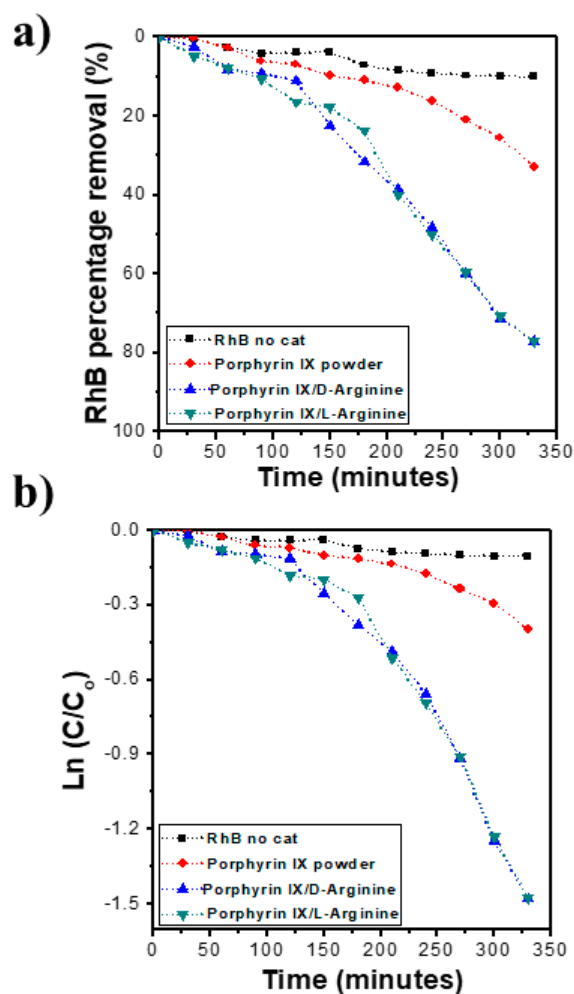 a)
RhB percentage removal (%)
0
20
40
60
80
100
RhB no cat
Porphyrin IX powder
Porphyrin IX/D-Arginine
Porphyrin IX/L-Arginine
0 50 100 150 200 250 300 350
Time (minutes)
b)
Ln (C/Co)
0.0
-0.3
-0.6
-0.9
-1.2
-1.5
RhB no cat
Porphyrin IX powder
Porphyrin IX/D-Arginine
Porphyrin IX/L-Arginine
0 50 100 150 200 250 300 350
Time (minutes)